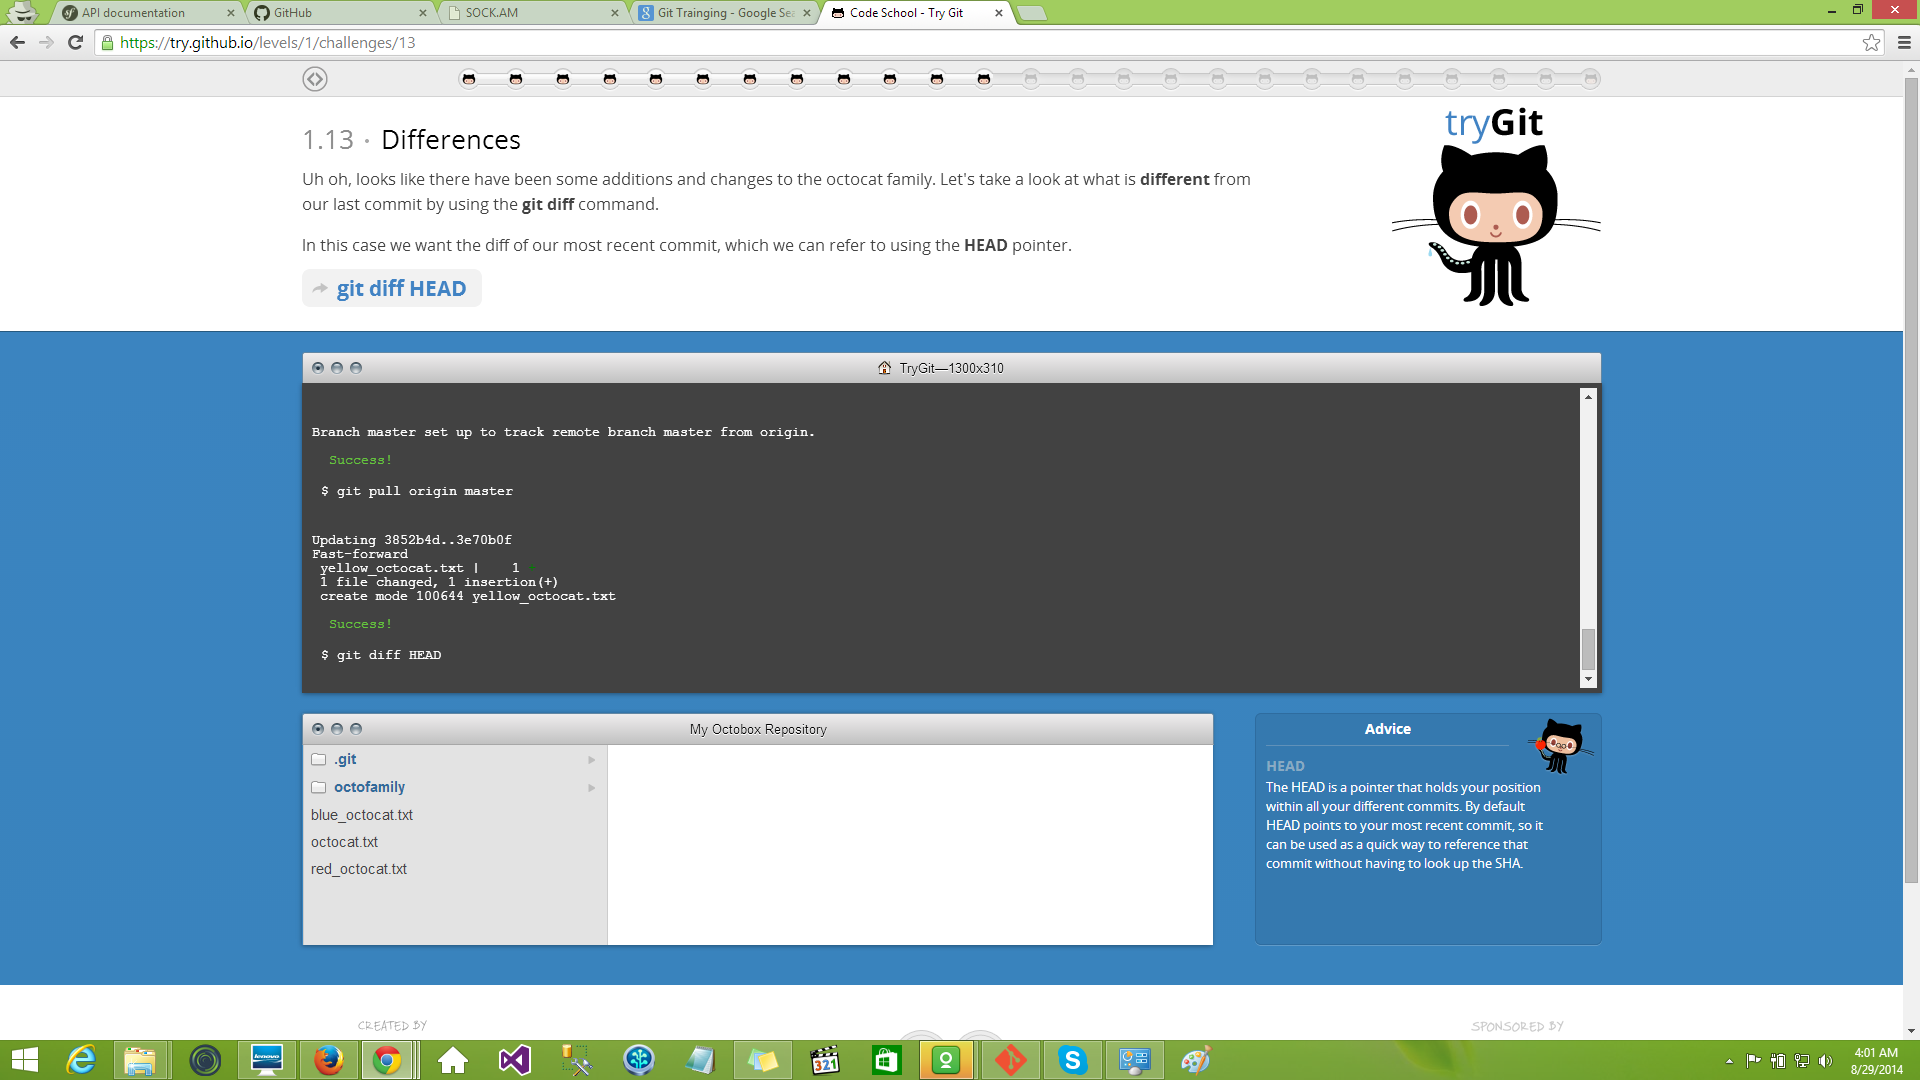 API documentation
GitHub
SOCK.AM
Git Trainging - Google Sea
Code School - Try Git
https://try.github.io/levels/1/challenges/13
tryGit
1.13 · Differences
Uh oh, looks like there have been some additions and changes to the octocat family. Let's take a look at what is different from
our last commit by using the git diff command.
In this case we want the diff of our most recent commit, which we can refer to using the HEAD pointer.
git diff HEAD
TryGit—1300x310
Branch master set up to track remote branch master from origin.
Success!
$ git pull origin master
Updating 3852b4d..3e70b0f
Fast-forward
yellow_octocat.txt | 1 +
1 file changed, 1 insertion(+)
create mode 100644 yellow_octocat.txt
Success!
$ git diff HEAD
My Octobox Repository
.git
octofamily
blue_octocat.txt
octocat.txt
red_octocat.txt
Advice
HEAD
The HEAD is a pointer that holds your position
within all your different commits. By default
HEAD points to your most recent commit, so it
can be used as a quick way to reference that
commit without having to look up the SHA.
CREATED BY
SPONSORED BY
lenovo
321
4:01 AM
8/29/2014